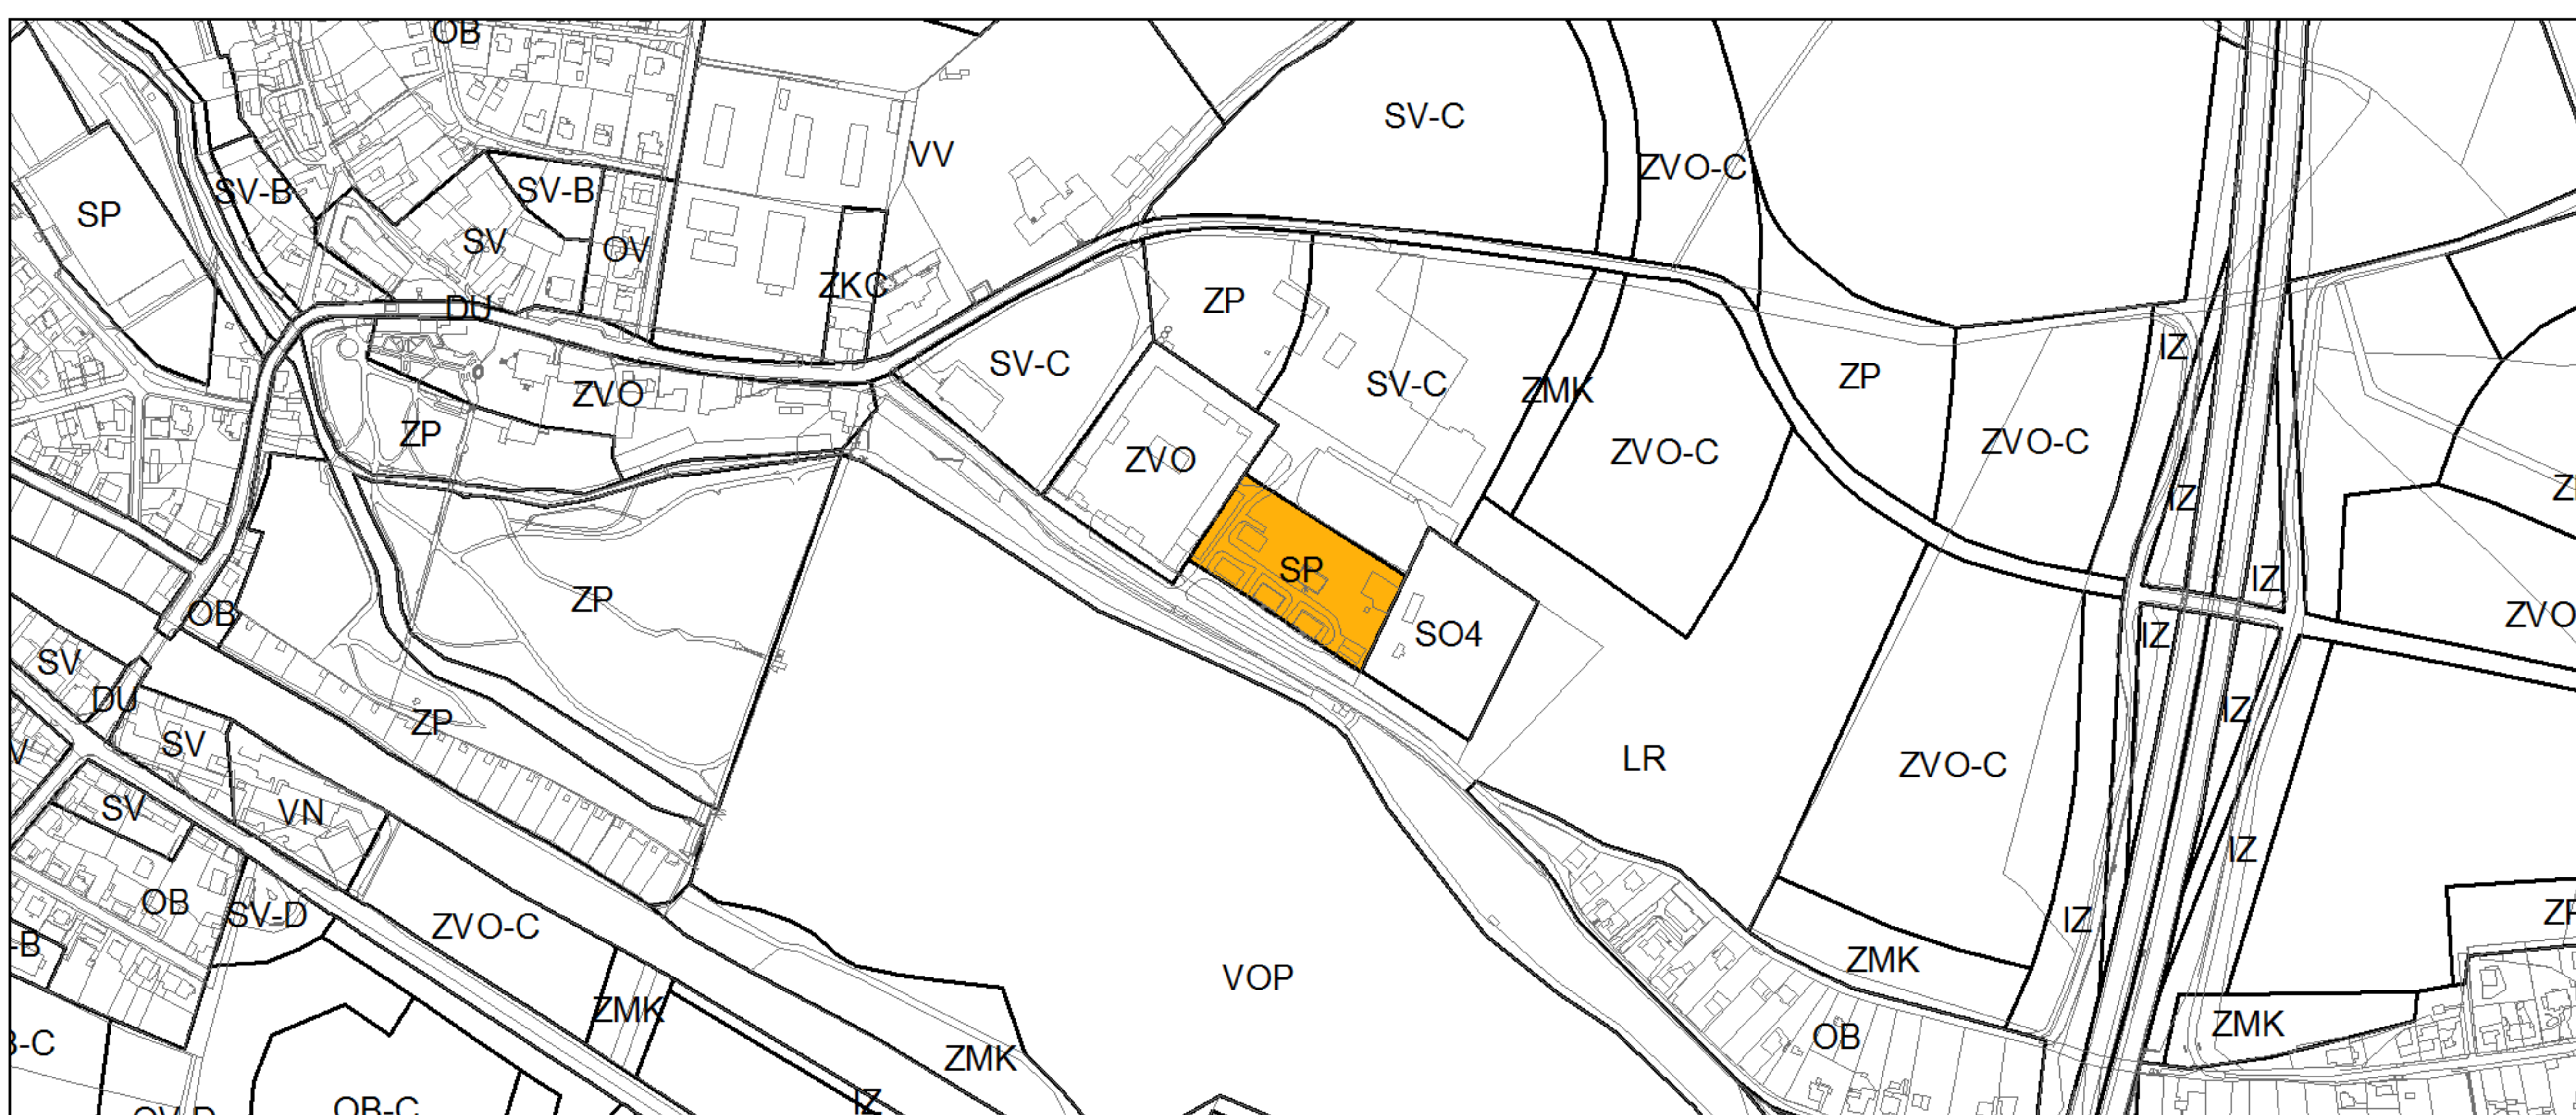 OB
SV-C
VV
ZVO-C
SV-B
SV-B
SP
SV
OV
ZKC
DU
ZP
IZ
SV-C
SV-C
ZP
ZMK
ZVO
ZP
ZVO-C
ZVO-C
ZVO
IZ
SP
IZ
ZP
OB
ZVO
SO4
IZ
SV
DU
IZ
ZP
SV
LR
ZVO-C
SV
VN
IZ
OB
SV-D
ZVO-C
IZ
-B
ZMK
VOP
ZMK
ZMK
OB
-C
ZMK
OB-C
IZ